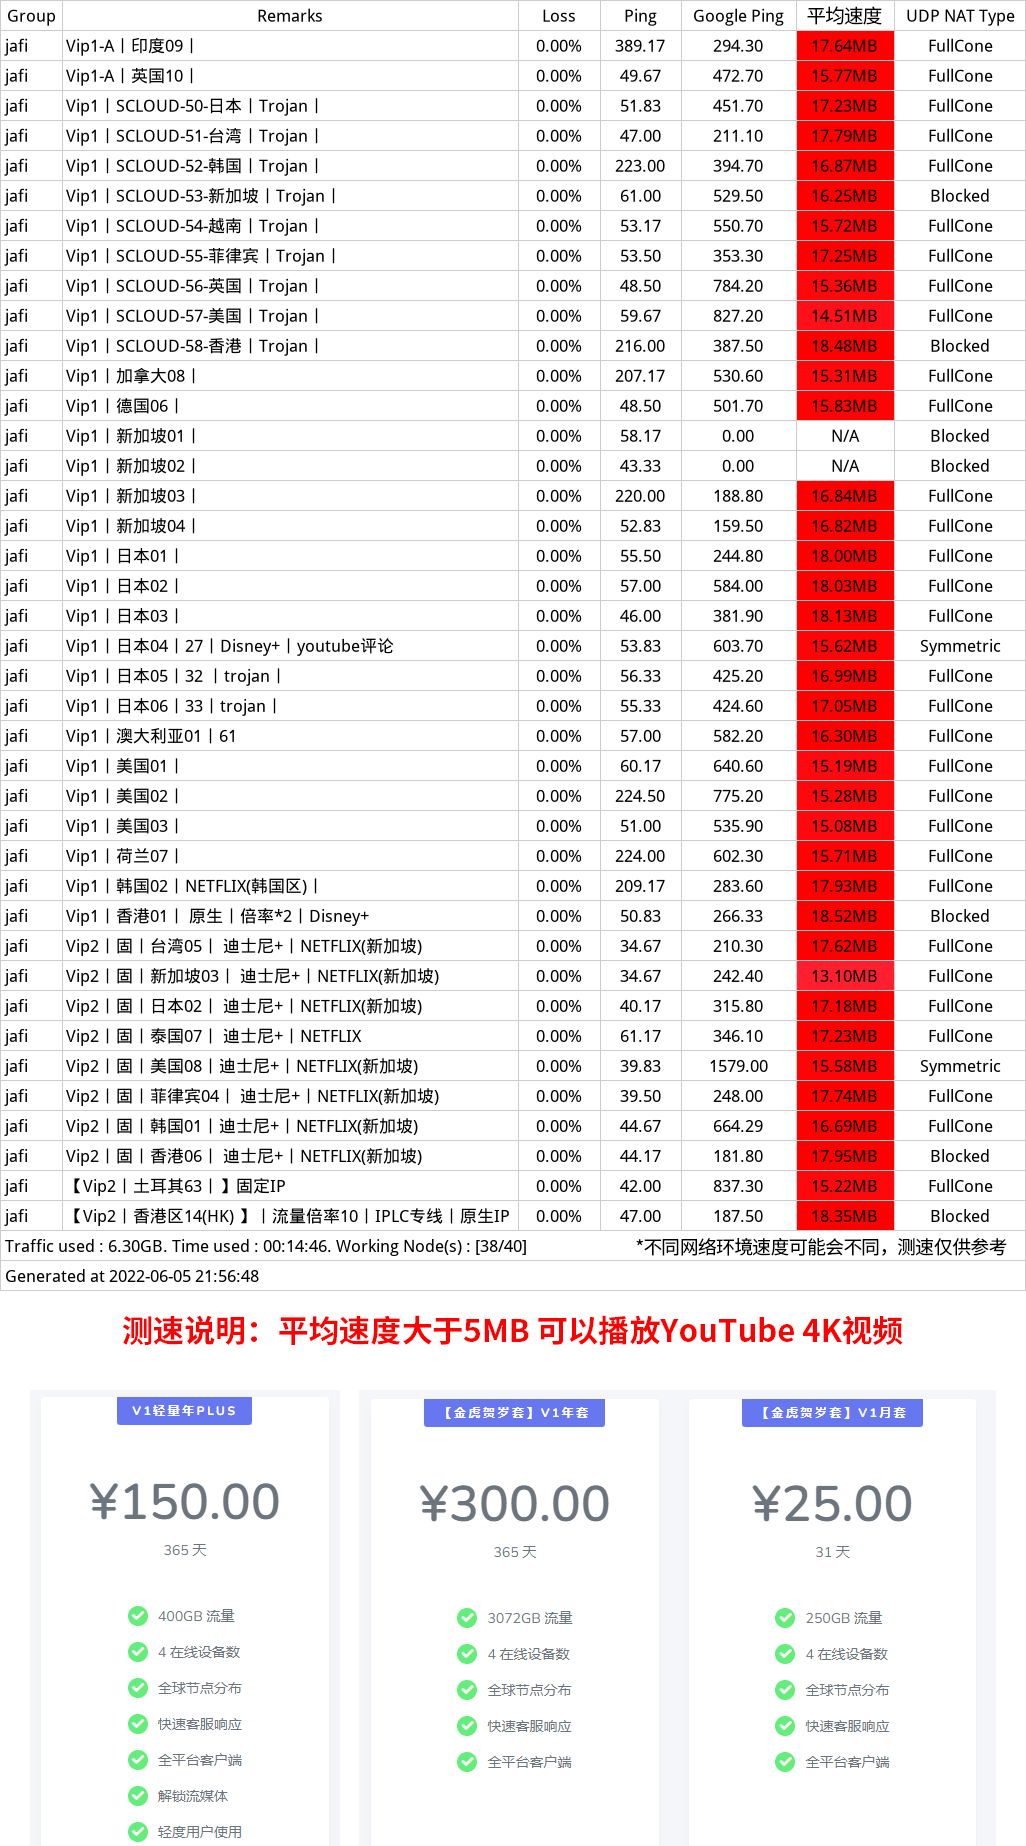 Group Remarks Loss Ping Google Ping 平均速度 UDP NAT Type
jafi Vip1-A丨印度09丨 0.00% 389.17 294.30 17.64MB FullCone
jafi Vip1-A丨英国10丨 0.00% 49.67 472.70 15.77MB FullCone
jafi Vip1丨SCLOUD-50-日本丨Trojan丨 0.00% 51.83 451.70 17.23MB FullCone
jafi Vip1丨SCLOUD-51-台湾丨Trojan丨 0.00% 47.00 211.10 17.79MB FullCone
jafi Vip1丨SCLOUD-52-韩国丨Trojan丨 0.00% 223.00 394.70 16.87MB FullCone
jafi Vip1丨SCLOUD-53-新加坡丨Trojan丨 0.00% 61.00 529.50 16.25MB Blocked
jafi Vip1丨SCLOUD-54-越南丨Trojan丨 0.00% 53.17 550.70 15.72MB FullCone
jafi Vip1丨SCLOUD-55-菲律宾丨Trojan丨 0.00% 53.50 353.30 17.25MB FullCone
jafi Vip1丨SCLOUD-56-英国丨Trojan丨 0.00% 48.50 784.20 15.36MB FullCone
jafi Vip1丨SCLOUD-57-美国丨Trojan丨 0.00% 59.67 827.20 14.51MB FullCone
jafi Vip1丨SCLOUD-58-香港丨Trojan丨 0.00% 216.00 387.50 18.48MB Blocked
jafi Vip1丨加拿大08丨 0.00% 207.17 530.60 15.31MB FullCone
jafi Vip1丨德国06丨 0.00% 48.50 501.70 15.83MB FullCone
jafi Vip1丨新加坡01丨 0.00% 58.17 0.00 N/A Blocked
jafi Vip1丨新加坡02丨 0.00% 43.33 0.00 N/A Blocked
jafi Vip1丨新加坡03丨 0.00% 220.00 188.80 16.84MB FullCone
jafi Vip1丨新加坡04丨 0.00% 52.83 159.50 16.82MB FullCone
jafi Vip1丨日本01丨 0.00% 55.50 244.80 18.00MB FullCone
jafi Vip1丨日本02丨 0.00% 57.00 584.00 18.03MB FullCone
jafi Vip1丨日本03丨 0.00% 46.00 381.90 18.13MB FullCone
jafi Vip1丨日本04丨27丨Disney+丨youtube评论 0.00% 53.83 603.70 15.62MB Symmetric
jafi Vip1丨日本05丨32 丨trojan丨 0.00% 56.33 425.20 16.99MB FullCone
jafi Vip1丨日本06丨33丨trojan丨 0.00% 55.33 424.60 17.05MB FullCone
jafi Vip1丨澳大利亚01丨61 0.00% 57.00 582.20 16.30MB FullCone
jafi Vip1丨美国01丨 0.00% 60.17 640.60 15.19MB FullCone
jafi Vip1丨美国02丨 0.00% 224.50 775.20 15.28MB FullCone
jafi Vip1丨美国03丨 0.00% 51.00 535.90 15.08MB FullCone
jafi Vip1丨荷兰07丨 0.00% 224.00 602.30 15.71MB FullCone
jafi Vip1丨韩国02丨NETFLIX(韩国区)丨 0.00% 209.17 283.60 17.93MB FullCone
jafi Vip1丨香港01丨 原生丨倍率*2丨Disney+ 0.00% 50.83 266.33 18.52MB Blocked
jafi Vip2丨固丨台湾05丨 迪士尼+丨NETFLIX(新加坡) 0.00% 34.67 210.30 17.62MB FullCone
jafi Vip2丨固丨新加坡03丨 迪士尼+丨NETFLIX(新加坡) 0.00% 34.67 242.40 13.10MB FullCone
jafi Vip2丨固丨日本02丨 迪士尼+丨NETFLIX(新加坡) 0.00% 40.17 315.80 17.18MB FullCone
jafi Vip2丨固丨泰国07丨 迪士尼+丨NETFLIX 0.00% 61.17 346.10 17.23MB FullCone
jafi Vip2丨固丨美国08丨迪士尼+丨NETFLIX(新加坡) 0.00% 39.83 1579.00 15.58MB Symmetric
jafi Vip2丨固丨菲律宾04丨 迪士尼+丨NETFLIX(新加坡) 0.00% 39.50 248.00 17.74MB FullCone
jafi Vip2丨固丨韩国01丨迪士尼+丨NETFLIX(新加坡) 0.00% 44.67 664.29 16.69MB FullCone
jafi Vip2丨固丨香港06丨 迪士尼+丨NETFLIX(新加坡) 0.00% 44.17 181.80 17.95MB Blocked
jafi 【Vip2丨土耳其63丨】固定IP 0.00% 42.00 837.30 15.22MB FullCone
jafi 【Vip2丨香港区14(HK) 】丨流量倍率10丨IPLC专线丨原生IP 0.00% 47.00 187.50 18.35MB Blocked
Traffic used : 6.30GB. Time used : 00:14:46. Working Node(s) : [38/40] *不同网络环境速度可能会不同，测速仅供参考
Generated at 2022-06-05 21:56:48
测速说明：平均速度大于5MB 可以播放YouTube 4K视频
V1轻量年PLUS
¥150.00
365 天
400GB 流量
4 在线设备数
全球节点分布
快速客服响应
全平台客户端
解锁流媒体
轻度用户使用
【金虎贺岁套】V1年套
¥300.00
365 天
3072GB 流量
4 在线设备数
全球节点分布
快速客服响应
全平台客户端
【金虎贺岁套】V1月套
¥25.00
31 天
250GB 流量
4 在线设备数
全球节点分布
快速客服响应
全平台客户端